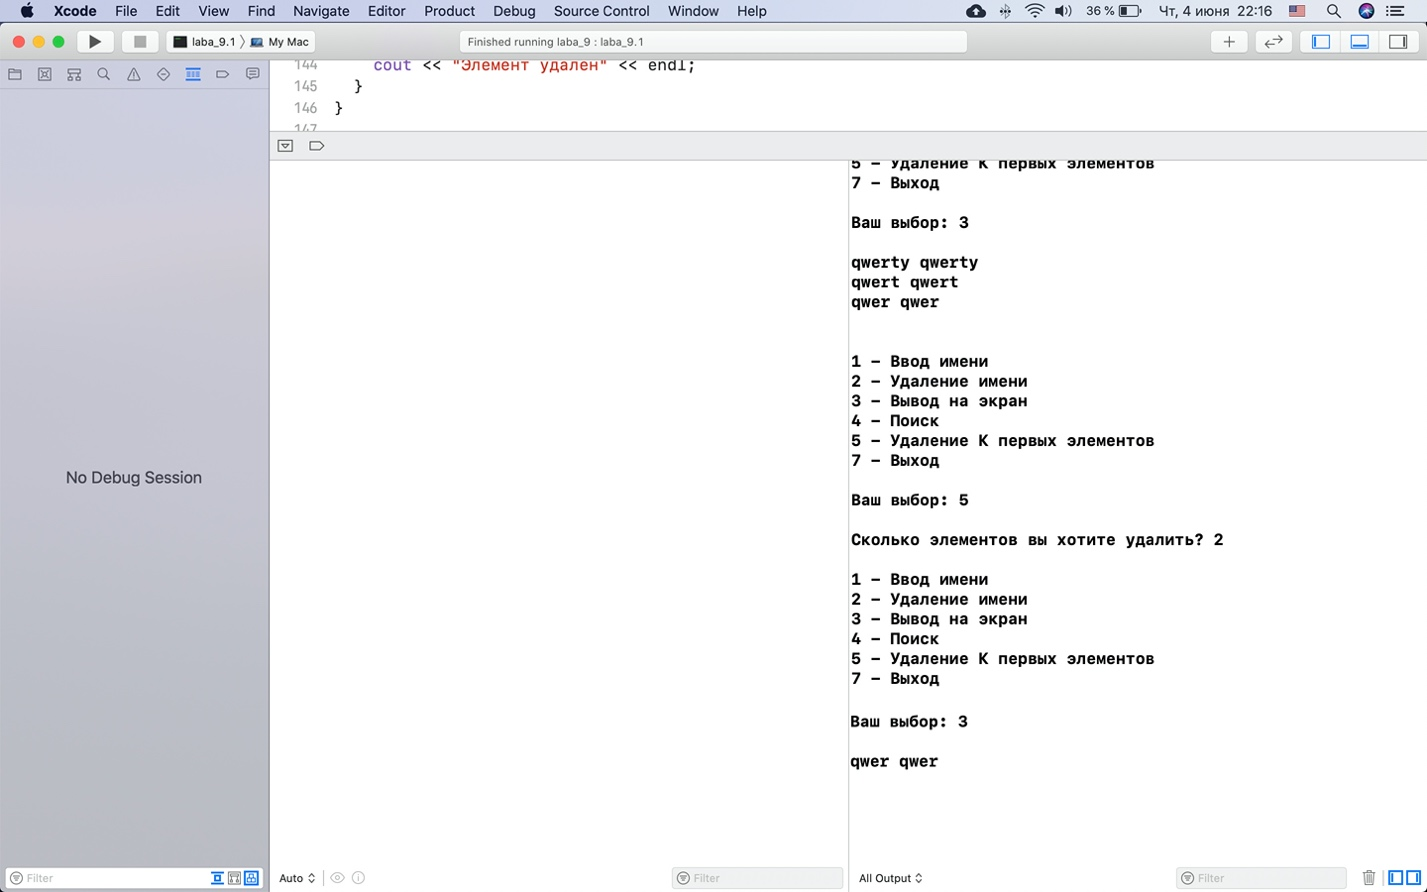 Xcode File Edit View Find Navigate Editor Product Debug Source Control Window Help 36 % Чт, 4 июня 22:16
laba_9.1 My Mac Finished running laba_9 : laba_9.1
144 cout << "Элемент удален" << endl;
145 }
146 }
147
5 – Удаление К первых элементов
7 – Выход
Ваш выбор: 3
qwerty qwerty
qwert qwert
qwer qwer
1 – Ввод имени
2 – Удаление имени
3 – Вывод на экран
4 – Поиск
5 – Удаление К первых элементов
7 – Выход
Ваш выбор: 5
No Debug Session
Сколько элементов вы хотите удалить? 2
1 – Ввод имени
2 – Удаление имени
3 – Вывод на экран
4 – Поиск
5 – Удаление К первых элементов
7 – Выход
Ваш выбор: 3
qwer qwer
Filter Auto Filter All Output Filter